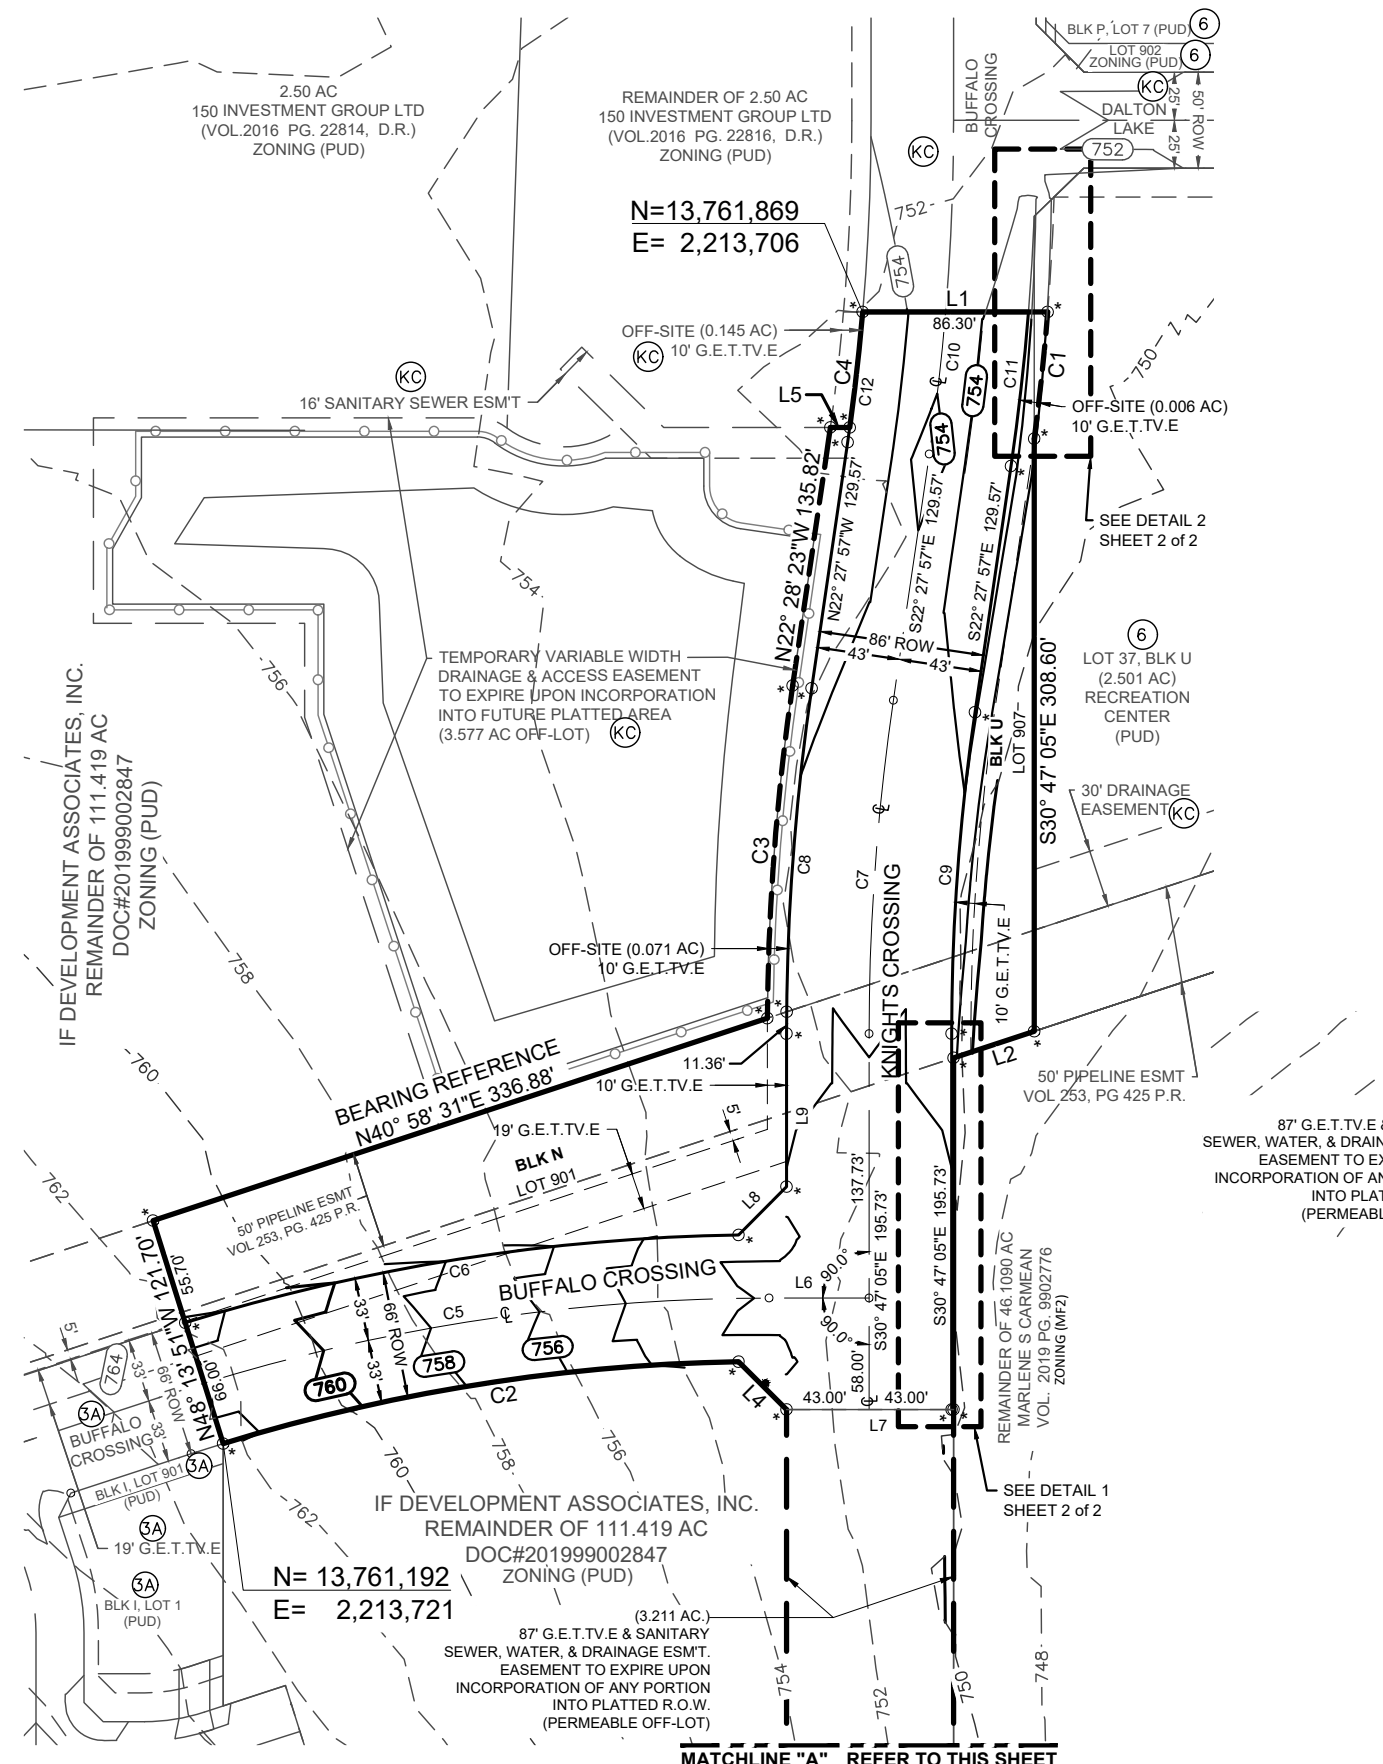 BLK P, LOT 7 (PUD)
6
LOT 902
ZONING (PUD)
6
KC
DALTON
LAKE
25'
25'
50' ROW
752
BUFFALO
CROSSING
2.50 AC
150 INVESTMENT GROUP LTD
(VOL.2016 PG. 22814, D.R.)
ZONING (PUD)
REMAINDER OF 2.50 AC
150 INVESTMENT GROUP LTD
(VOL.2016 PG. 22816, D.R.)
ZONING (PUD)
KC
752
N=13,761,869
E= 2,213,706
754
L1
86.30'
OFF-SITE (0.145 AC)
10' G.E.T.TV.E
KC
KC
16' SANITARY SEWER ESM'T
L5
C4
C12
C10
C11
C1
754
754
750
OFF-SITE (0.006 AC)
10' G.E.T.TV.E
SEE DETAIL 2
SHEET 2 of 2
N22° 28' 23"W 135.82'
N22° 27' 57"W 129.57'
S22° 27' 57"E 129.57'
S22° 27' 57"E 129.57'
86' ROW
43'
43'
754
756
TEMPORARY VARIABLE WIDTH
DRAINAGE & ACCESS EASEMENT
TO EXPIRE UPON INCORPORATION
INTO FUTURE PLATTED AREA
(3.577 AC OFF-LOT)
KC
6
LOT 37, BLK U
(2.501 AC)
RECREATION
CENTER
(PUD)
BLK U
LOT 907
S30° 47' 05"E 308.60'
30' DRAINAGE
EASEMENT
KC
IF DEVELOPMENT ASSOCIATES, INC.
REMAINDER OF 111.419 AC
DOC#201999002847
ZONING (PUD)
C3
C8
C7
C9
KNIGHTS CROSSING
758
OFF-SITE (0.071 AC)
10' G.E.T.TV.E
10' G.E.T.TV.E
11.36'
L2
760
BEARING REFERENCE
N40° 58' 31"E 336.88'
10' G.E.T.TV.E
50' PIPELINE ESMT
VOL 253, PG 425 P.R.
5'
L9
19' G.E.T.TV.E
BLK N
LOT 901
762
50' PIPELINE ESMT
VOL 253, PG. 425 P.R.
L8
137.73'
S30° 47' 05"E 195.73'
S30° 47' 05"E 195.73'
REMAINDER OF 46.1090 AC
MARLENE S CARMEAN
VOL. 2019 PG. 9902776
ZONING (MF2)
N48° 13' 51"W 121.70'
55.70'
66.00'
C6
BUFFALO CROSSING
C5
L6
90.0°
90.0°
33'
33'
66' ROW
756
758
760
C2
L4
58.00'
43.00'
43.00'
L7
5'
764
33'
33'
66' ROW
3A
BUFFALO
CROSSING
BLK I, LOT 901
(PUD)
3A
3A
19' G.E.T.TV.E
3A
BLK I, LOT 1
(PUD)
762
760
758
756
IF DEVELOPMENT ASSOCIATES, INC.
REMAINDER OF 111.419 AC
DOC#201999002847
ZONING (PUD)
SEE DETAIL 1
SHEET 2 of 2
N= 13,761,192
E= 2,213,721
(3.211 AC.)
87' G.E.T.TV.E & SANITARY
SEWER, WATER, & DRAINAGE ESM'T.
EASEMENT TO EXPIRE UPON
INCORPORATION OF ANY PORTION
INTO PLATTED R.O.W.
(PERMEABLE OFF-LOT)
754
752
750
748
87' G.E.T.TV.E
SEWER, WATER, & DRAIN
EASEMENT TO EX
INCORPORATION OF AN
INTO PLAT
(PERMEABL
MATCHLINE "A" REFER TO THIS SHEET